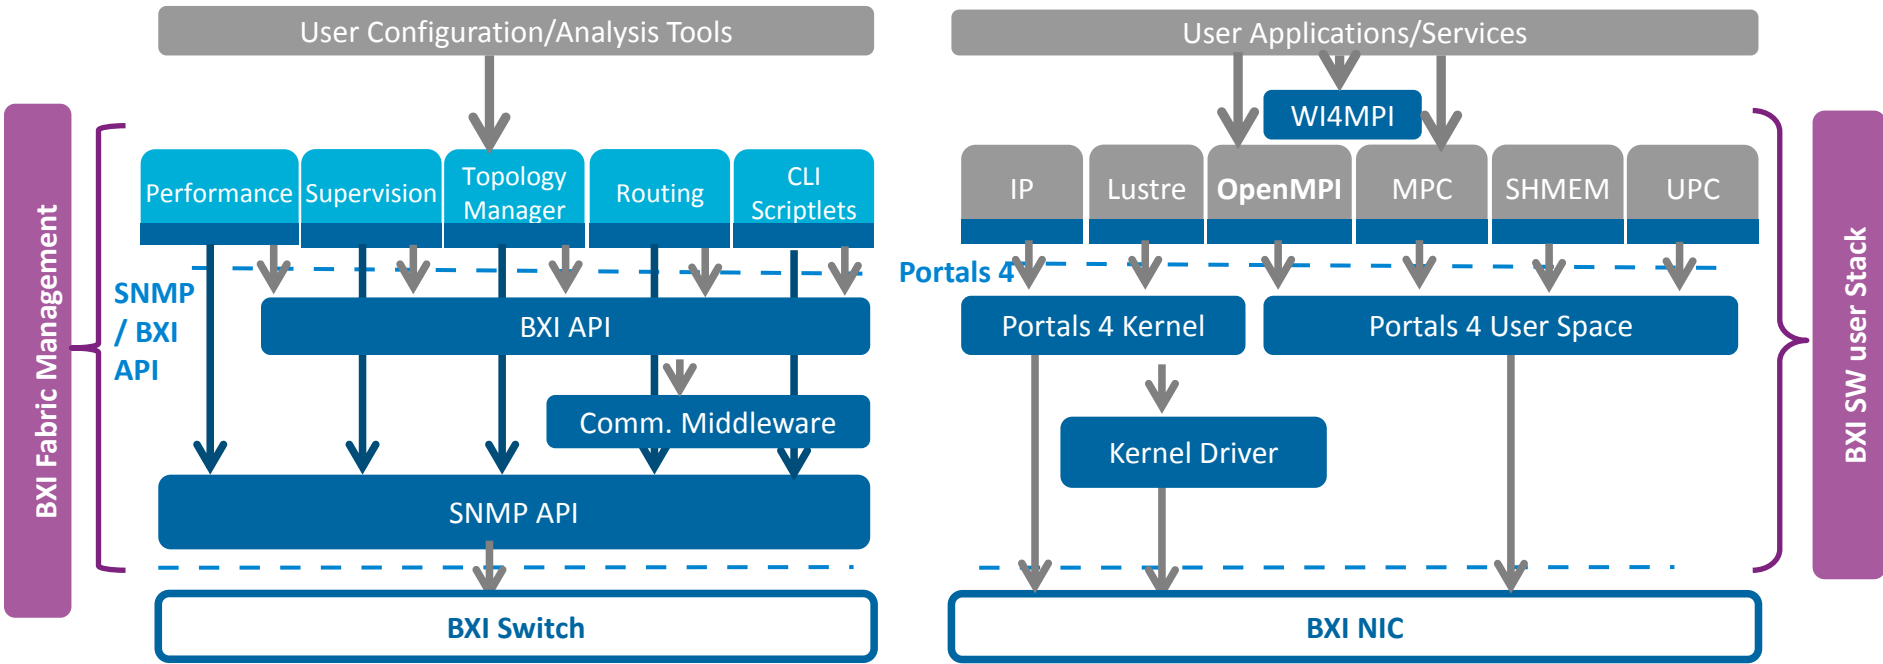 User Configuration/Analysis Tools
BXI Fabric Management
Performance
Supervision
Topology
Manager
Routing
CLI
Scriptlets
SNMP
/ BXI
API
BXI API
Comm. Middleware
SNMP API
BXI Switch
User Applications/Services
WI4MPI
IP
Lustre
OpenMPI
MPC
SHMEM
UPC
Portals 4
Portals 4 Kernel
Portals 4 User Space
Kernel Driver
BXI NIC
BXI SW user Stack